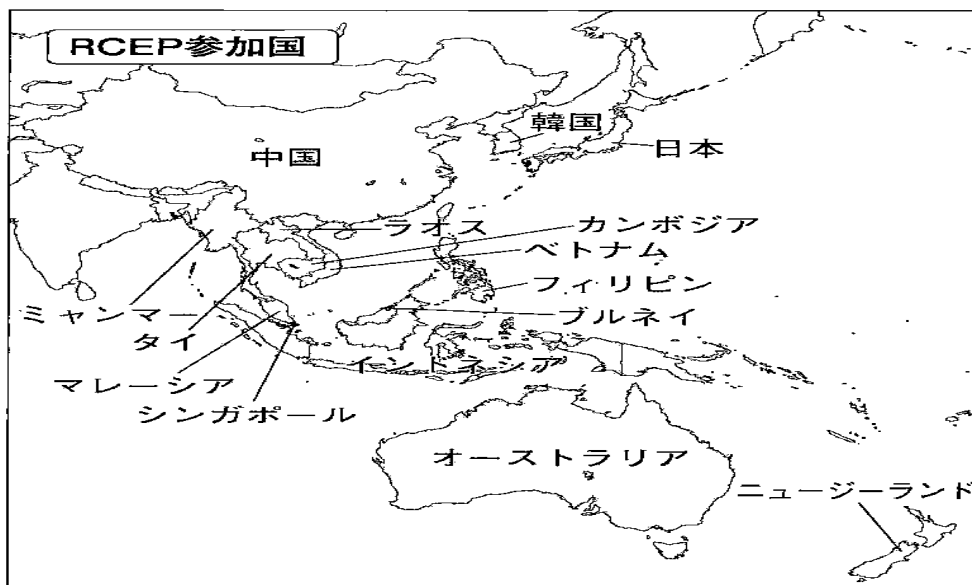 RCEP参加国
韓国
日本
中国
ラオス
カンボジア
ベトナム
フィリピン
ミャンマー
ブルネイ
タイ
インドネシア
マレーシア
シンガポール
オーストラリア
ニュージーランド